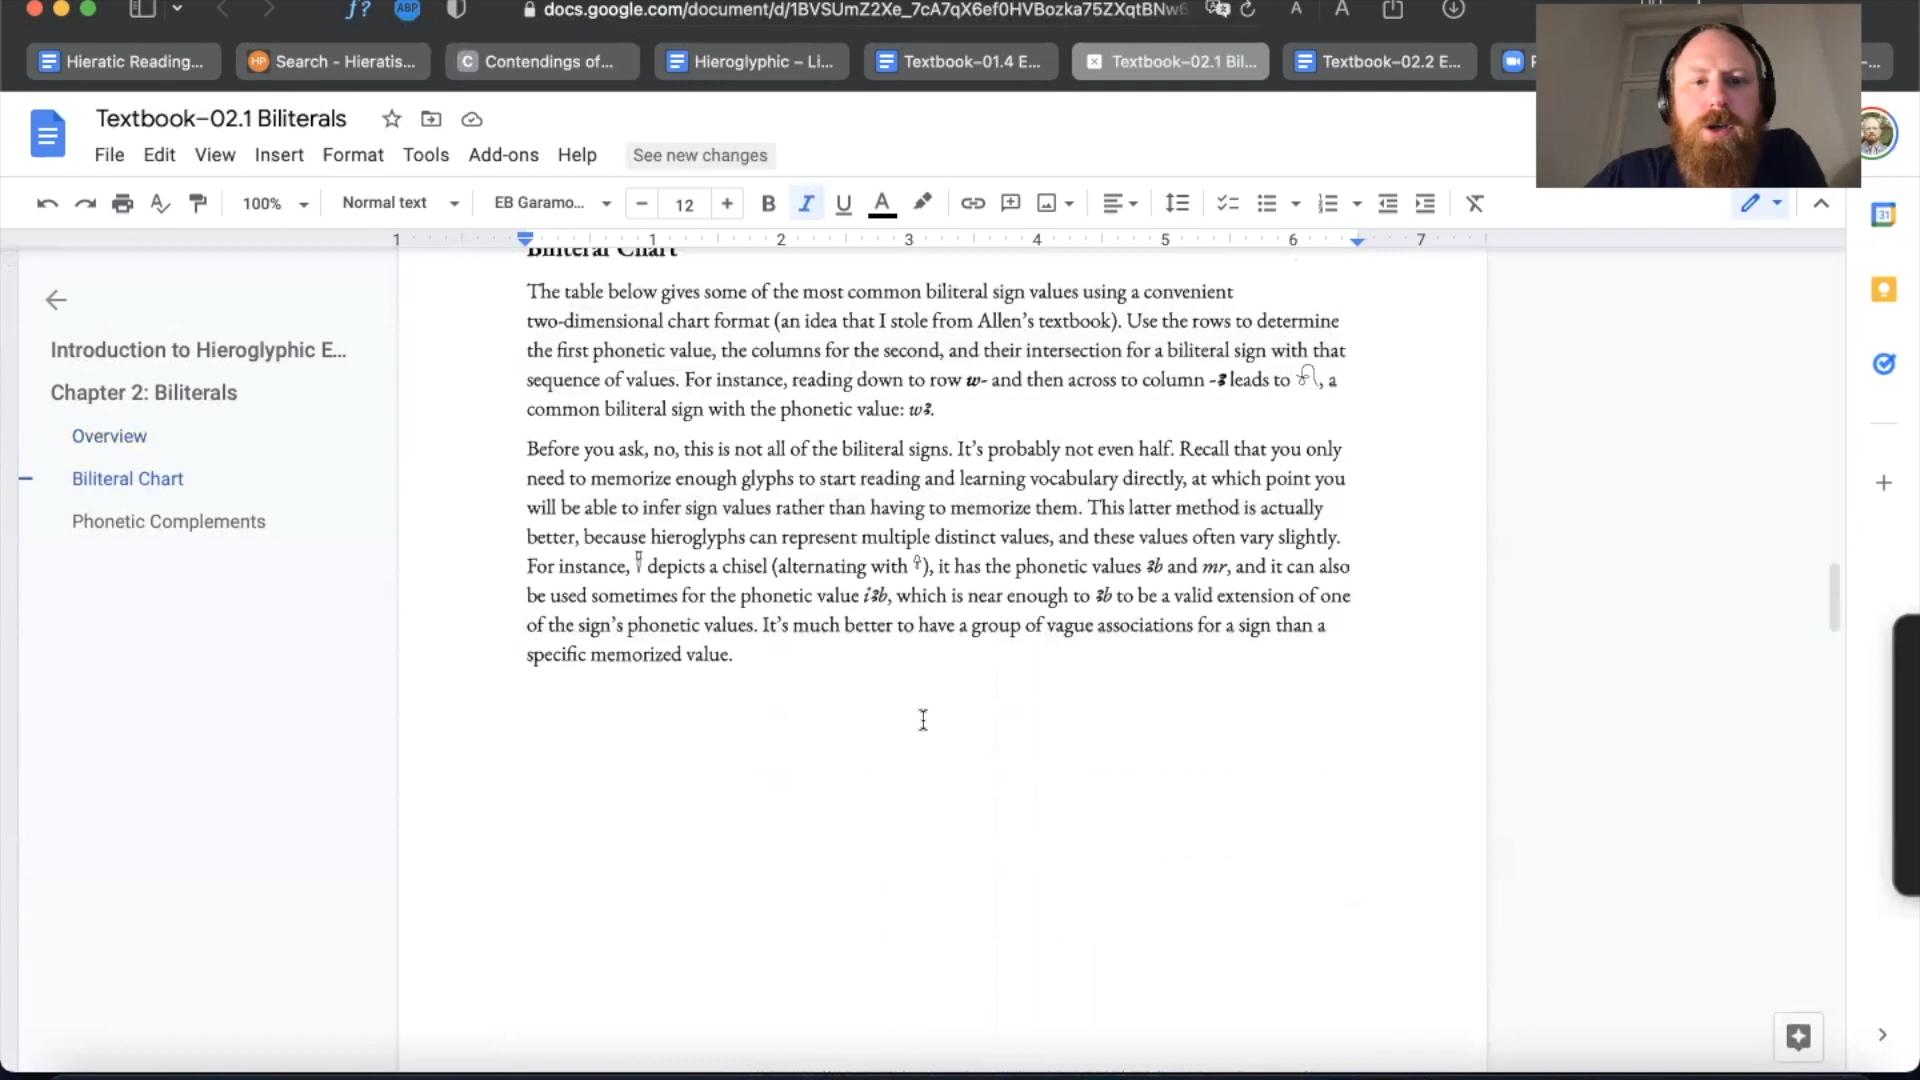 docs.google.com/document/d/1BVSUmZ2Xe_7cA7qX6ef0HVBozka75ZXqtBNw6
Hieratic Reading...
Search - Hieratis...
Contendings of...
Hieroglyphic – Li...
Textbook–01.4 E...
Textbook–02.1 Bil...
Textbook–02.2 E...
Textbook–02.1 Biliterals
File Edit View Insert Format Tools Add-ons Help See new changes
100% Normal text EB Garamo... − 12 + B I U A
1 1 2 3 4 5 6 7
Biliteral Chart
The table below gives some of the most common biliteral sign values using a convenient
two-dimensional chart format (an idea that I stole from Allen’s textbook). Use the rows to determine
the first phonetic value, the columns for the second, and their intersection for a biliteral sign with that
sequence of values. For instance, reading down to row w- and then across to column -ꜣ leads to 𓍯, a
common biliteral sign with the phonetic value: wꜣ.
Before you ask, no, this is not all of the biliteral signs. It’s probably not even half. Recall that you only
need to memorize enough glyphs to start reading and learning vocabulary directly, at which point you
will be able to infer sign values rather than having to memorize them. This latter method is actually
better, because hieroglyphs can represent multiple distinct values, and these values often vary slightly.
For instance, 𓍋 depicts a chisel (alternating with ), it has the phonetic values ꜣb and mr, and it can also
be used sometimes for the phonetic value iꜣb, which is near enough to ꜣb to be a valid extension of one
of the sign’s phonetic values. It’s much better to have a group of vague associations for a sign than a
specific memorized value.
Introduction to Hieroglyphic E...
Chapter 2: Biliterals
Overview
Biliteral Chart
Phonetic Complements